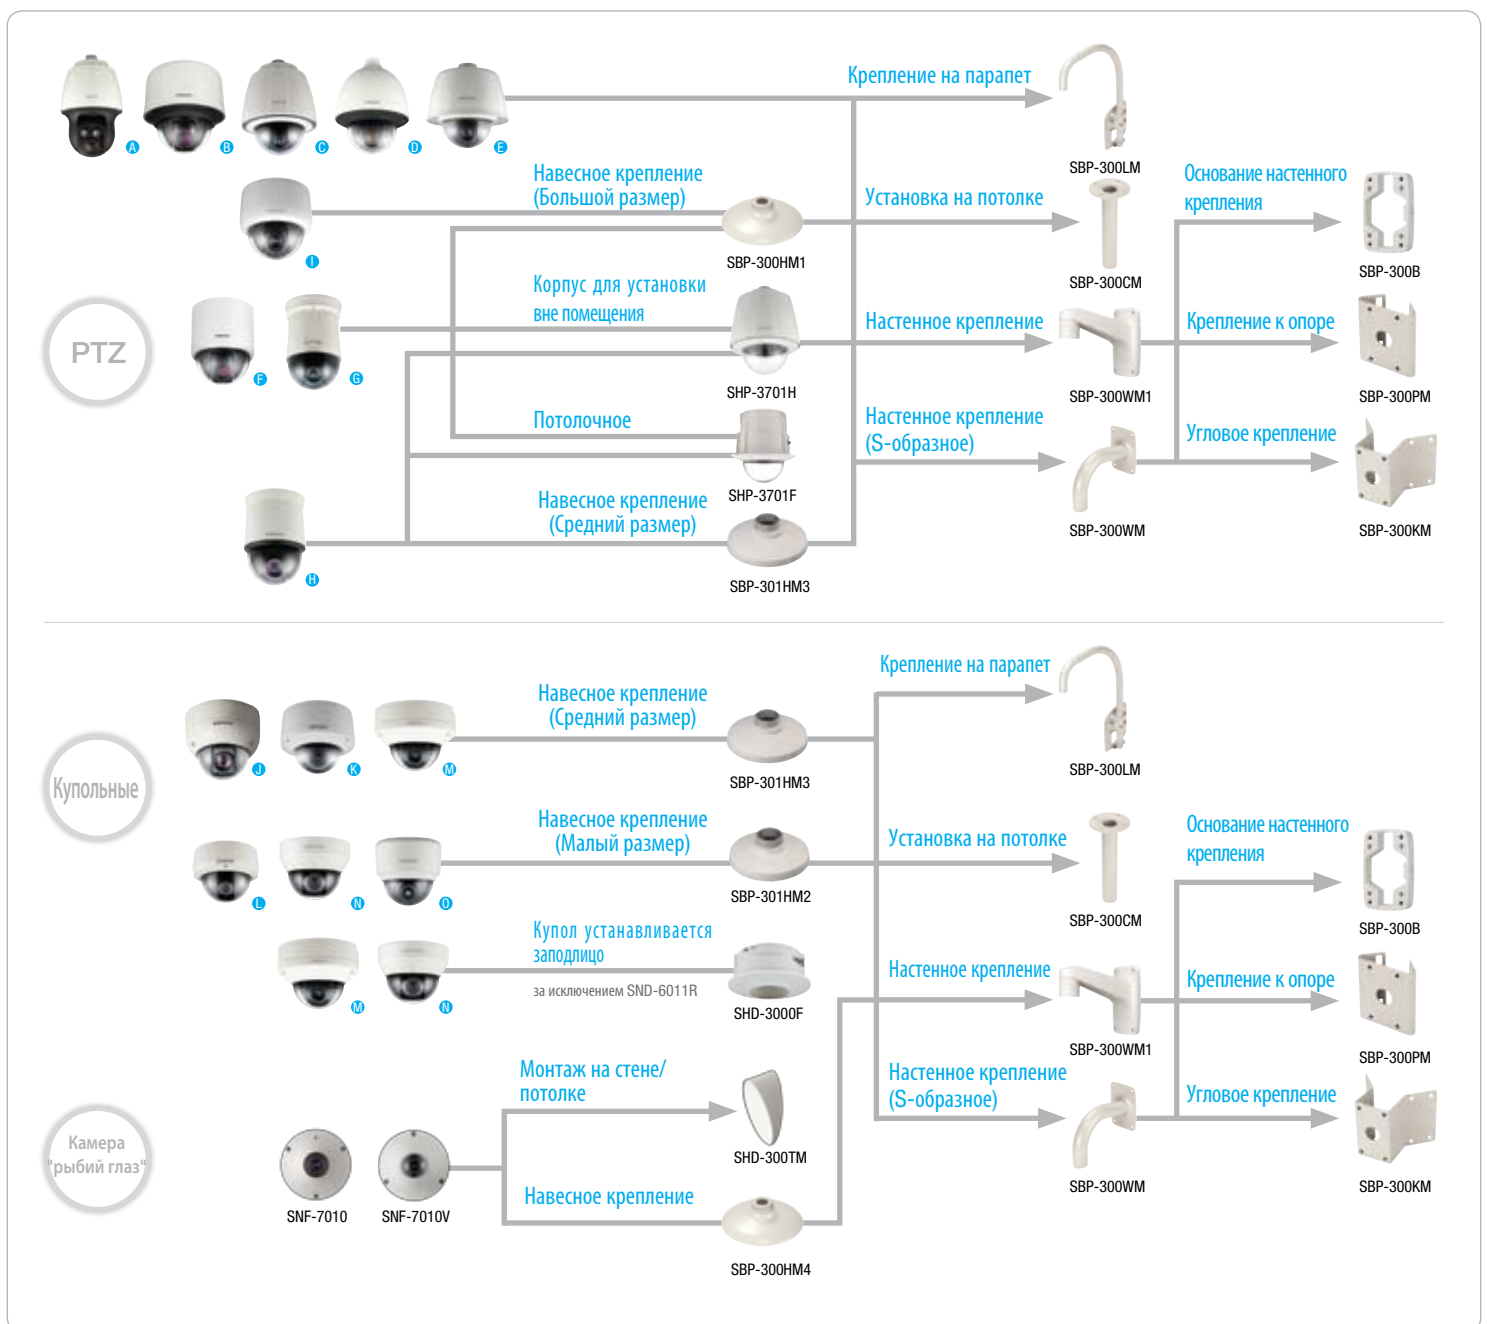 Крепление на парапет
A
B
C
D
E
SBP-300LM
Навесное крепление
(Большой размер)
Установка на потолке
Основание настенного
крепления
I
SBP-300HM1
SBP-300CM
SBP-300B
Корпус для установки
вне помещения
Настенное крепление
Крепление к опоре
PTZ
F
G
SHP-3701H
SBP-300WM1
SBP-300PM
Потолочное
Настенное крепление
(S-образное)
Угловое крепление
SHP-3701F
Навесное крепление
(Средний размер)
SBP-300WM
SBP-300KM
H
SBP-301HM3
Крепление на парапет
Навесное крепление
(Средний размер)
J
K
M
SBP-301HM3
SBP-300LM
Купольные
Навесное крепление
(Малый размер)
Установка на потолке
Основание настенного
крепления
L
N
O
SBP-301HM2
SBP-300CM
SBP-300B
Купол устанавливается
заподлицо
за исключением SND-6011R
Настенное крепление
Крепление к опоре
M
N
SHD-3000F
SBP-300WM1
SBP-300PM
Монтаж на стене/
потолке
Настенное крепление
(S-образное)
Угловое крепление
Камера
"рыбий глаз"
SHD-300TM
SBP-300WM
SBP-300KM
SNF-7010
SNF-7010V
Навесное крепление
SBP-300HM4